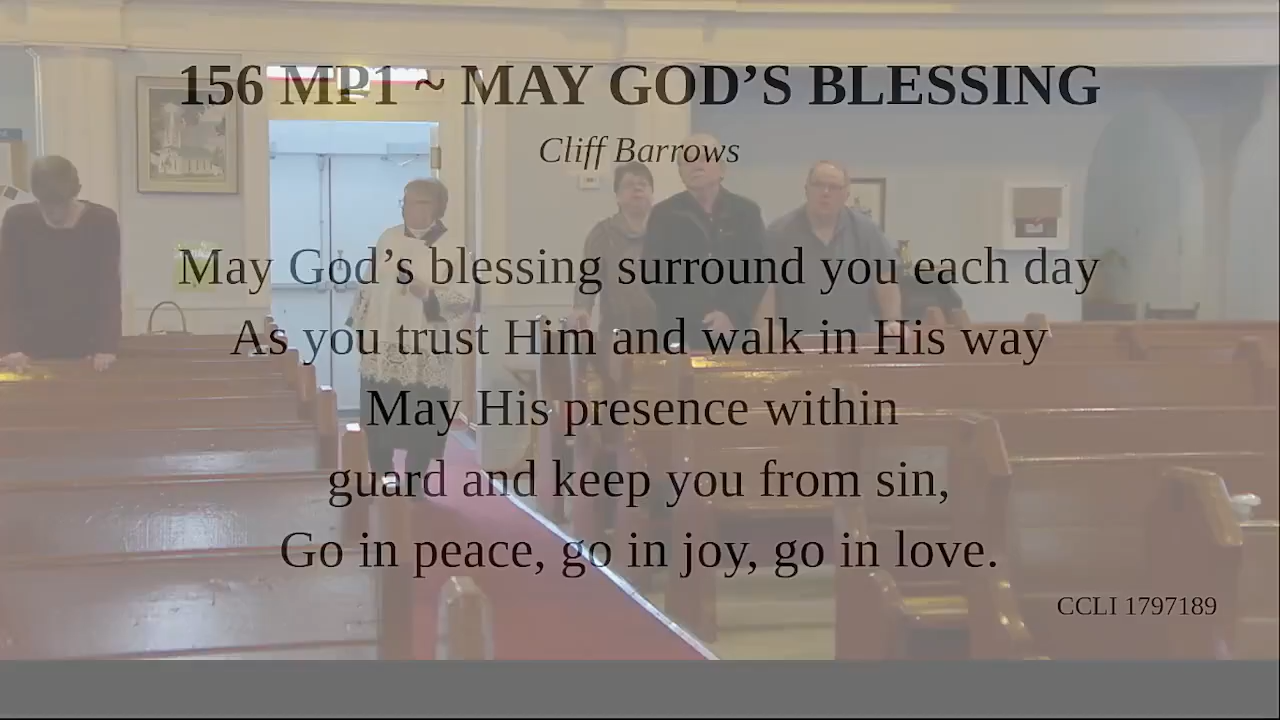 156 MP1 ~ MAY GOD’S BLESSING
Cliff Barrows
May God’s blessing surround you each day
As you trust Him and walk in His way
May His presence within
guard and keep you from sin,
Go in peace, go in joy, go in love.
CCLI 1797189